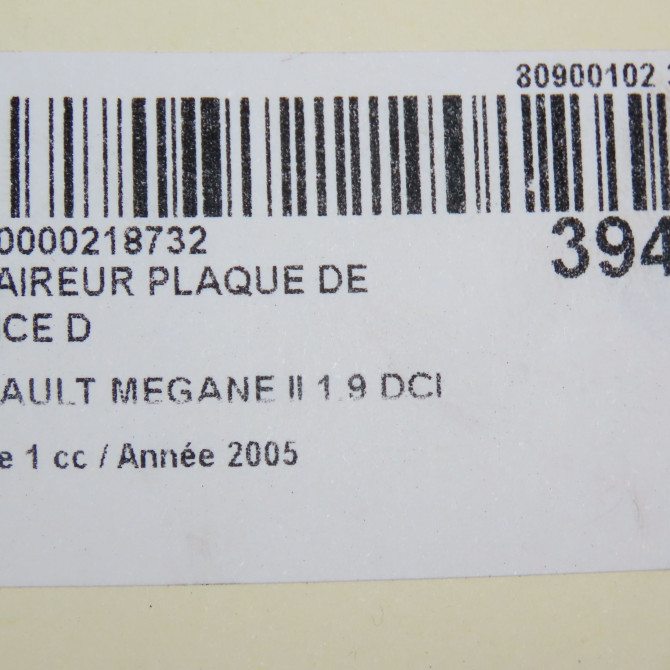 80900102
0000218732
394
AIREUR PLAQUE DE
CE D
AULT MEGANE II 1.9 DCI
e 1 cc / Année 2005